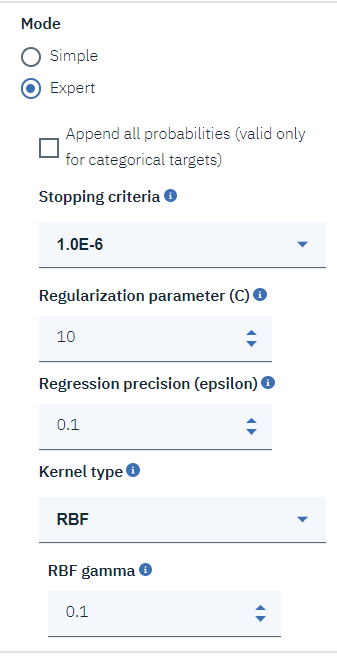 Mode
Simple
Expert
Append all probabilities (valid only
for categorical targets)
Stopping criteria
1.0E-6
Regularization parameter (C)
10
Regression precision (epsilon)
0.1
Kernel type
RBF
RBF gamma
0.1